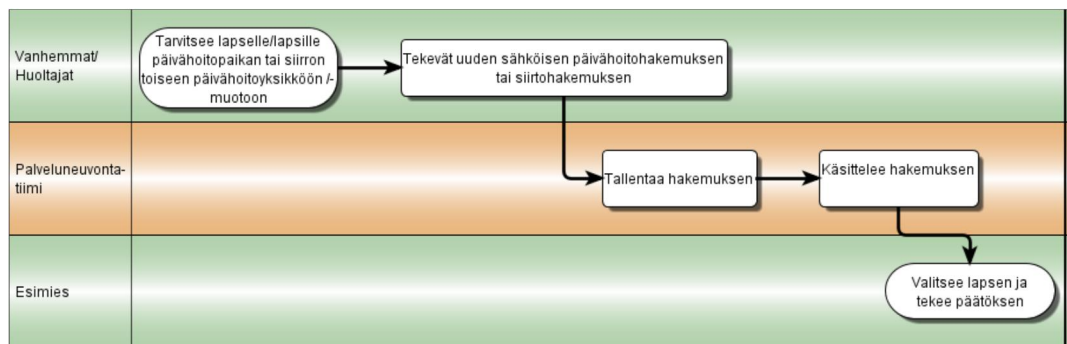 Vanhemmat/
Huoltajat
Tarvitsee lapselle/lapsille
päivähoitopaikan tai siirron
toiseen päivähoitoyksikköön /-
muotoon
Tekevät uuden sähköisen päivähoitohakemuksen
tai siirtohakemuksen
Palveluneuvonta-
tiimi
Tallentaa hakemuksen
Käsittelee hakemuksen
Esimies
Valitsee lapsen ja
tekee päätöksen